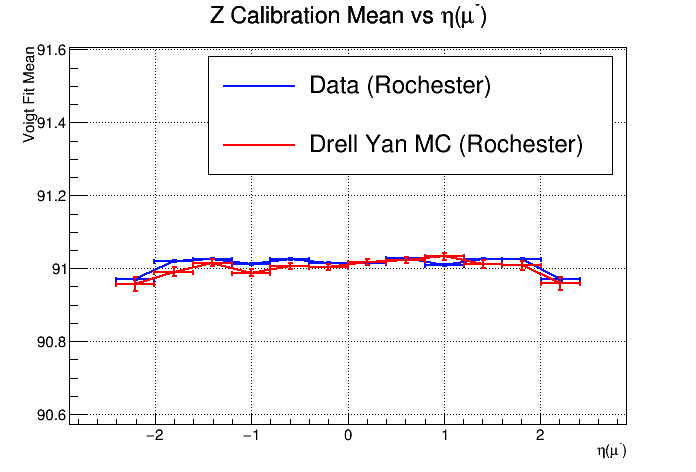 Z Calibration Mean vs η(μ⁻)
Voigt Fit Mean
91.6
91.4
91.2
91
90.8
90.6
Data (Rochester)
Drell Yan MC (Rochester)
−2 −1 0 1 2
η(μ⁻)